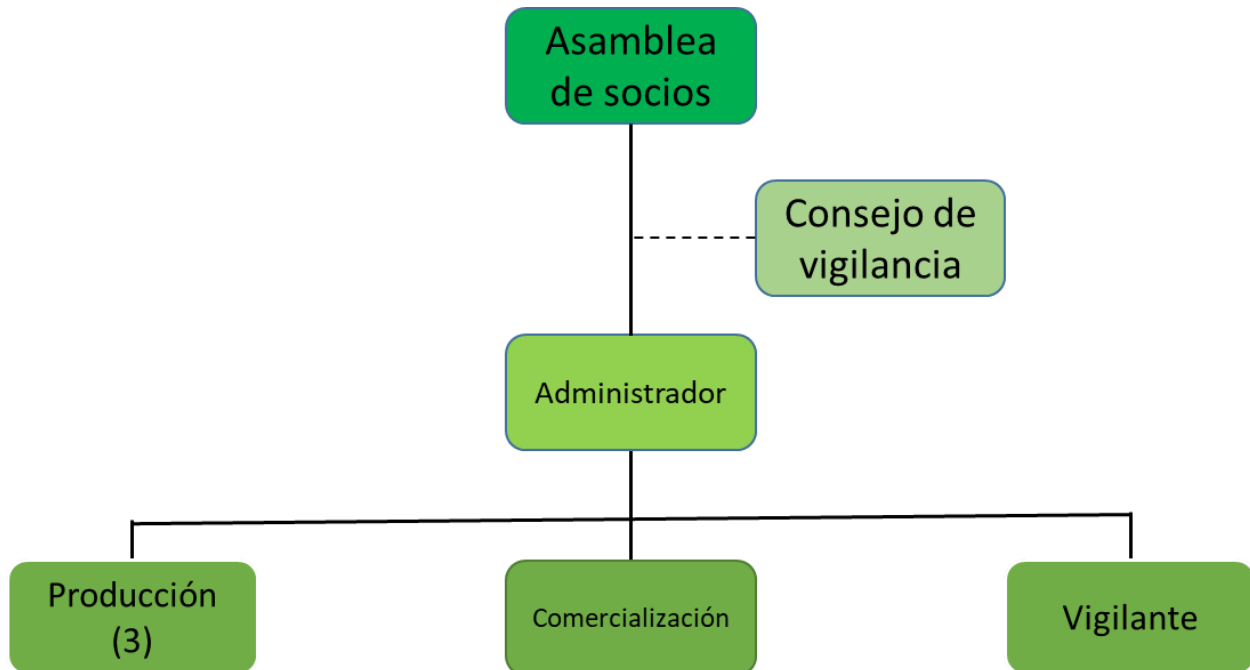 Asamblea
de socios
Consejo de
vigilancia
Administrador
Producción
(3)
Comercialización
Vigilante